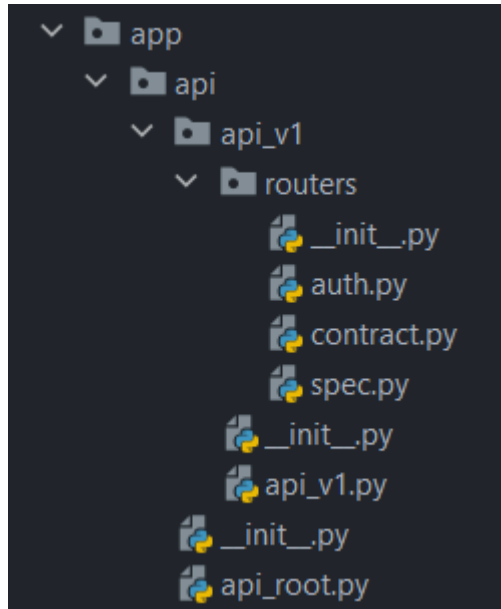 app
api
api_v1
routers
__init__.py
auth.py
contract.py
spec.py
__init__.py
api_v1.py
__init__.py
api_root.py